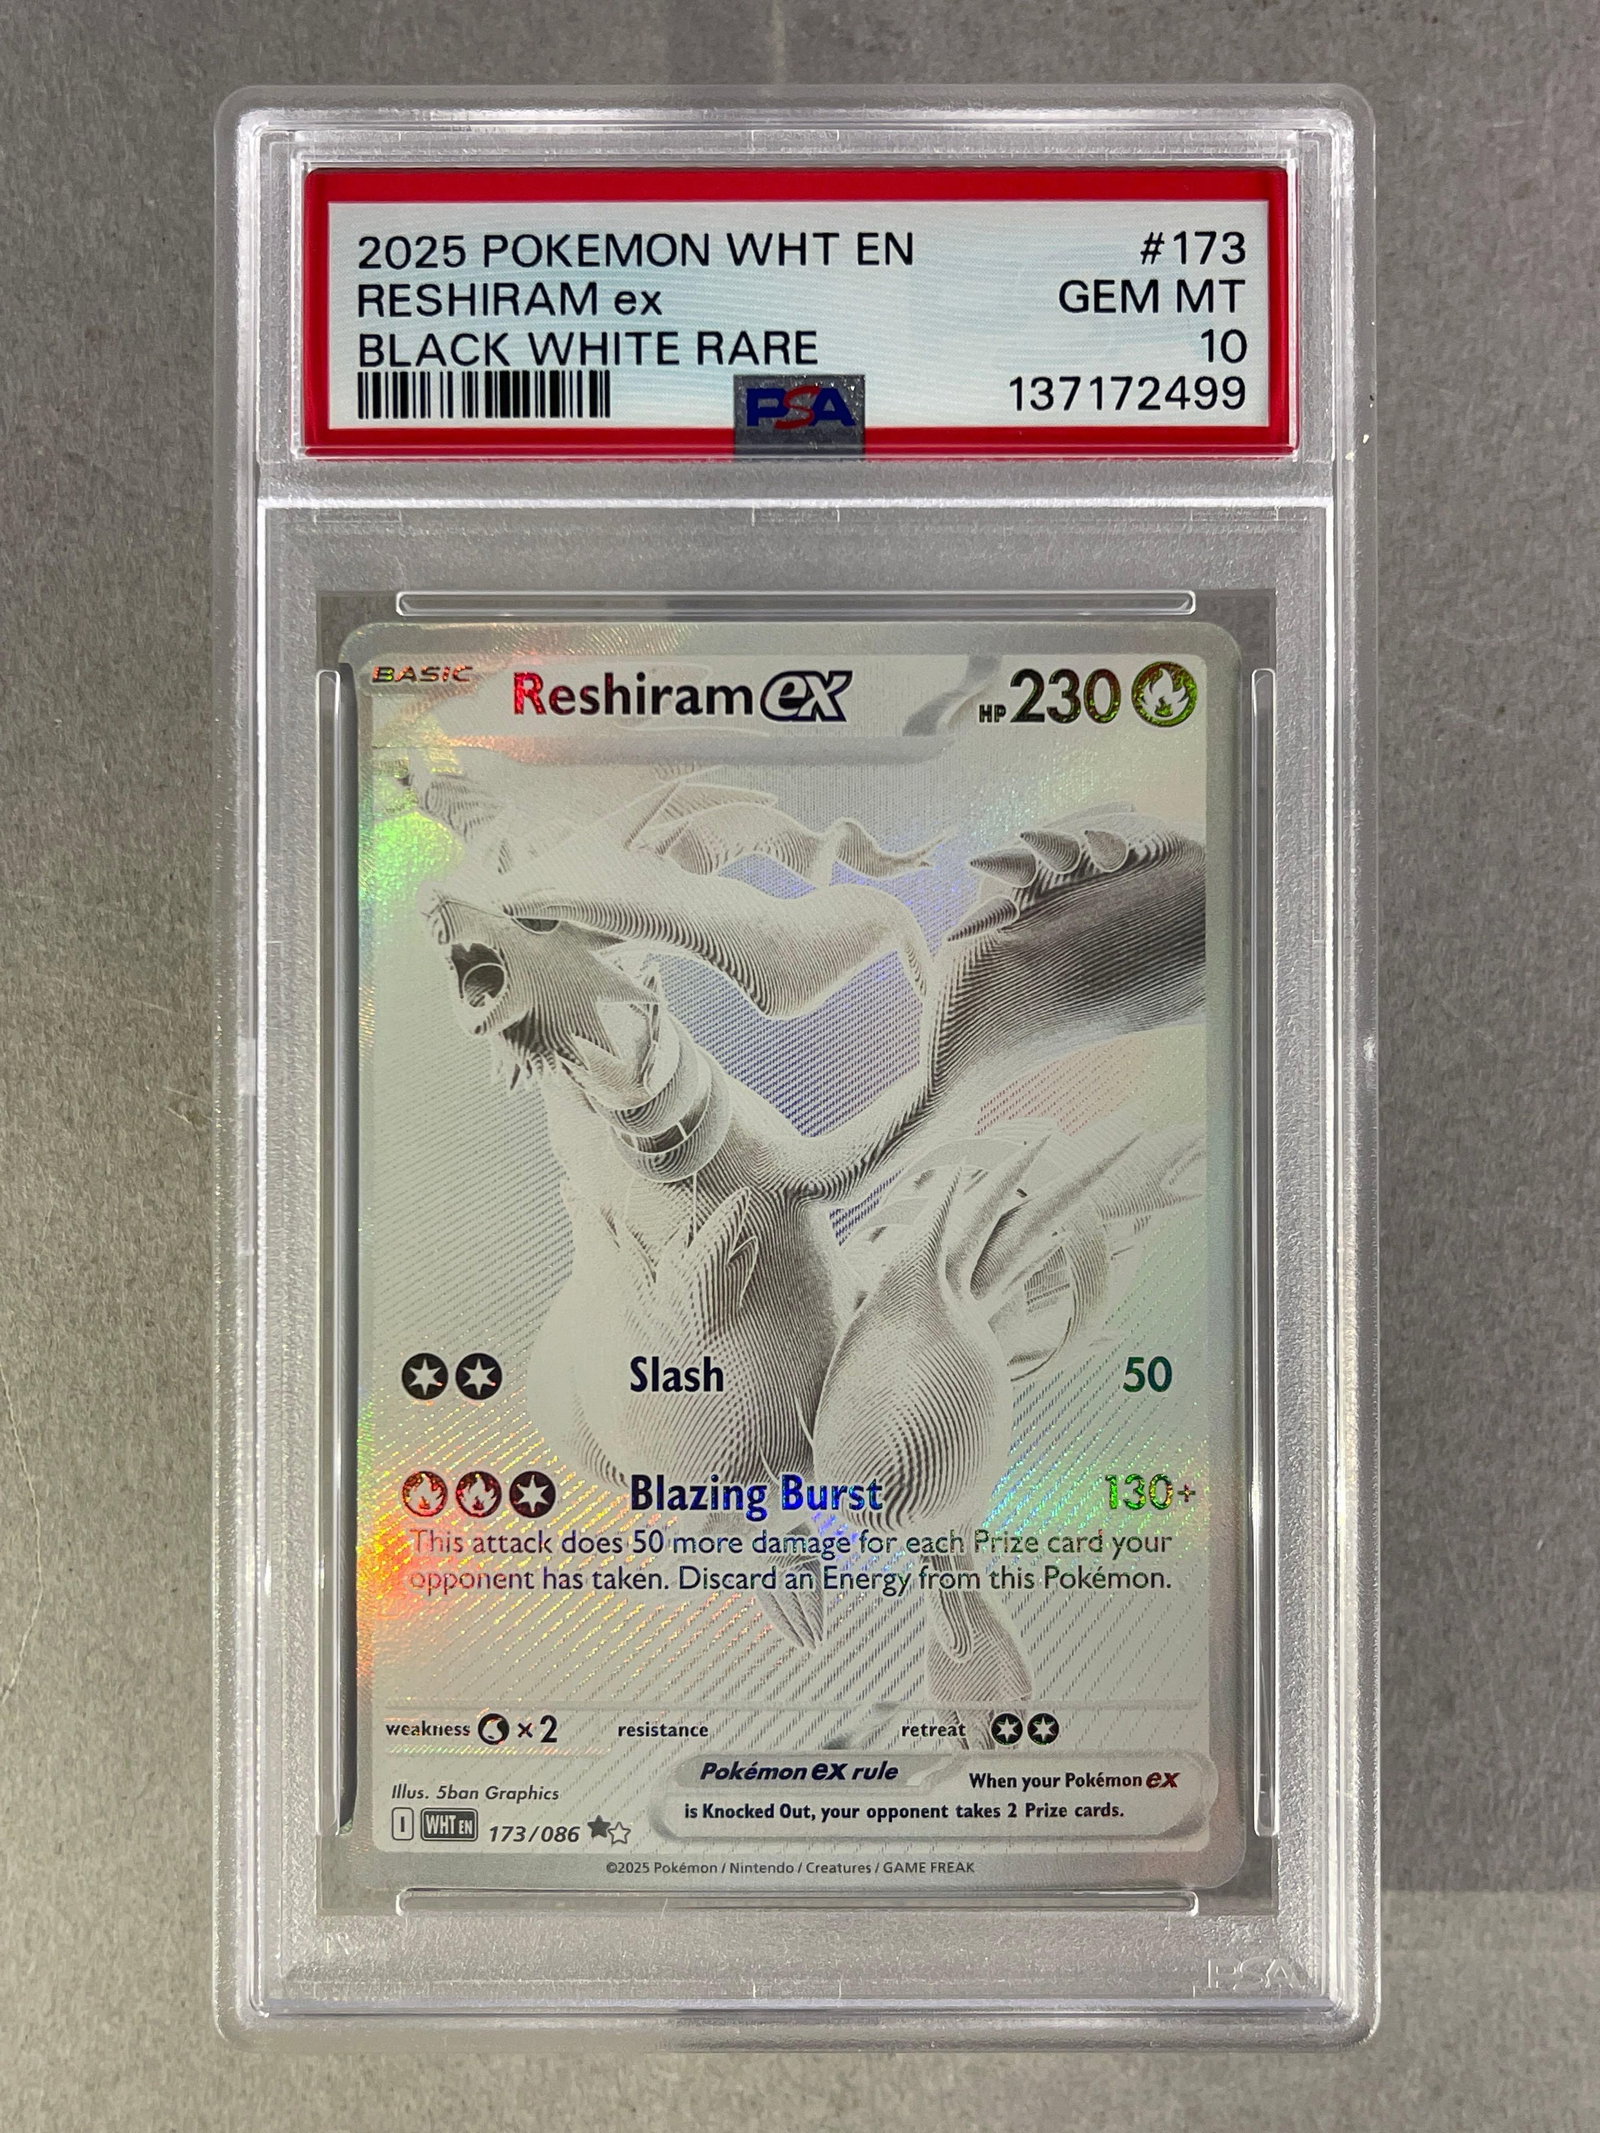 2025 POKEMON WHT EN #173
RESHIRAM ex GEM MT
BLACK WHITE RARE 10
PSA 137172499
BASIC Reshiram ex HP 230
Slash 50
Blazing Burst 130+
This attack does 50 more damage for each Prize card your
opponent has taken. Discard an Energy from this Pokémon.
weakness ×2 resistance retreat
Pokémon ex rule When your Pokémon ex
is Knocked Out, your opponent takes 2 Prize cards.
Illus. 5ban Graphics
I WHT EN 173/086
©2025 Pokémon / Nintendo / Creatures / GAME FREAK
PSA